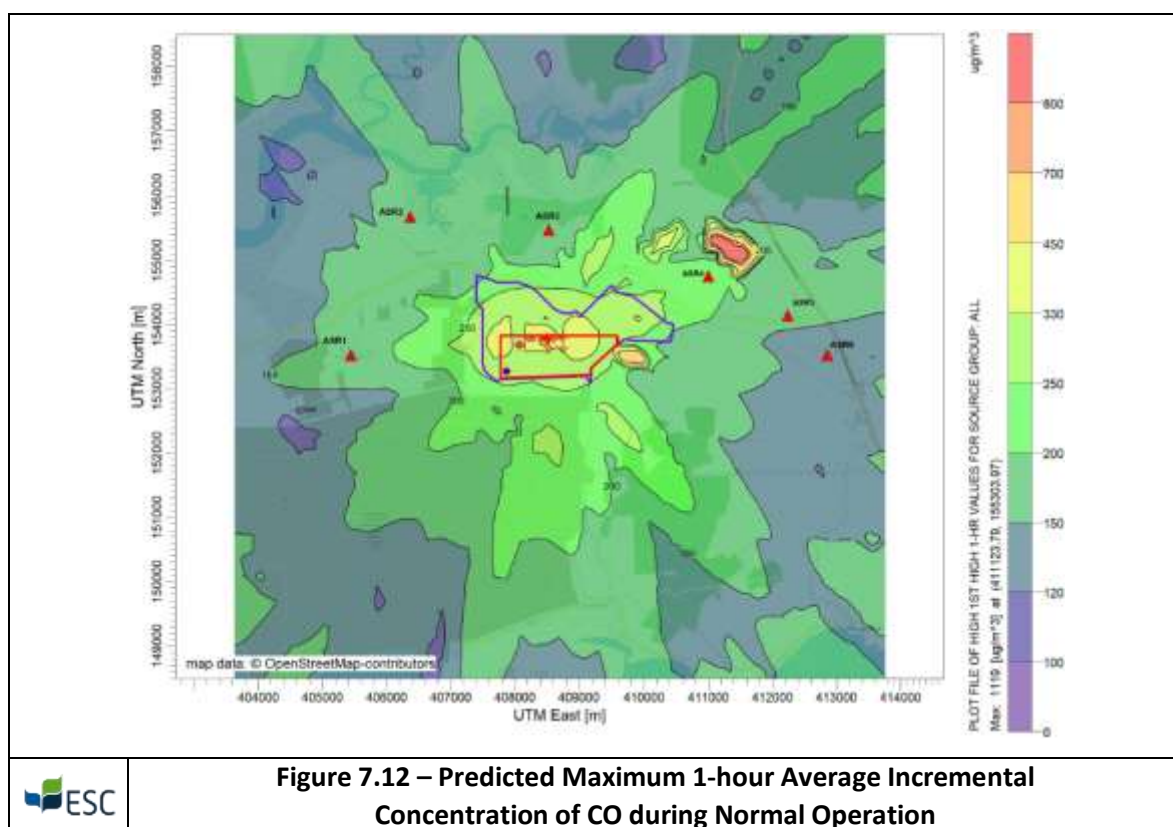 ug/m^3
PLOT FILE OF HIGH 1ST HIGH 1-HR VALUES FOR SOURCE GROUP: ALL
Max: 1119 [ug/m^3] at (411123.79, 155303.97)
800
700
450
330
250
200
150
120
100
0
UTM North [m]
158000
157000
156000
155000
154000
153000
152000
151000
150000
149000
ASR2
ASR3
ASR4
ASR5
ASR6
ASR1
250
200
map data: © OpenStreetMap-contributors
404000 405000 406000 407000 408000 409000 410000 411000 412000 413000 414000
UTM East [m]
ESC
Figure 7.12 – Predicted Maximum 1-hour Average Incremental
Concentration of CO during Normal Operation